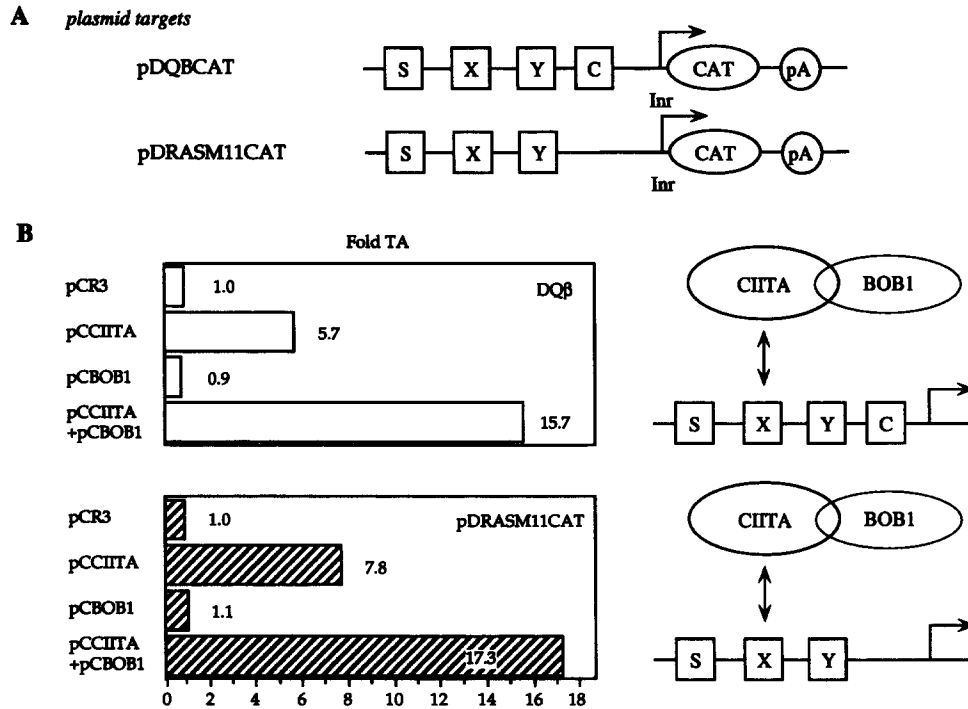 A plasmid targets
pDQBCAT
S X Y C CAT pA
Inr
pDRASM11CAT
S X Y CAT pA
Inr
B
Fold TA
pCR3 1.0 DQβ
pCCIITA 5.7
pCBOB1 0.9
pCCIITA
+pCBOB1 15.7
CIITA BOB1
S X Y C
pCR3 1.0 pDRASM11CAT
pCCIITA 7.8
pCBOB1 1.1
pCCIITA
+pCBOB1 17.3
0 2 4 6 8 10 12 14 16 18
CIITA BOB1
S X Y